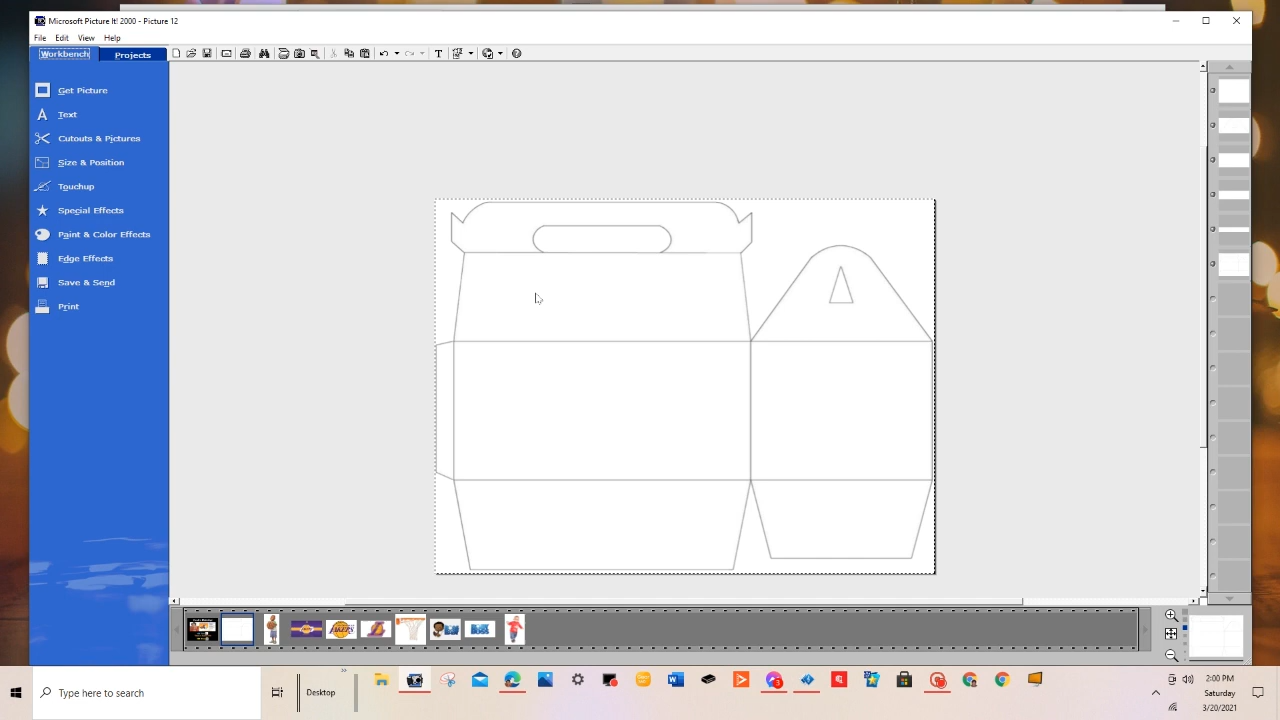 Microsoft Picture It! 2000 - Picture 12
File Edit View Help
Workbench Projects
Get Picture
Text
Cutouts & Pictures
Size & Position
Touchup
Special Effects
Paint & Color Effects
Edge Effects
Save & Send
Print
LAKERS
Type here to search
Desktop
3
2:00 PM
Saturday
3/20/2021